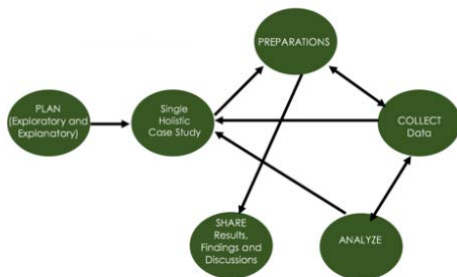 PREPARATIONS
PLAN
(Exploratory and
Explanatory)
Single
Holistic
Case Study
COLLECT
Data
SHARE
Results,
Findings and
Discussions
ANALYZE